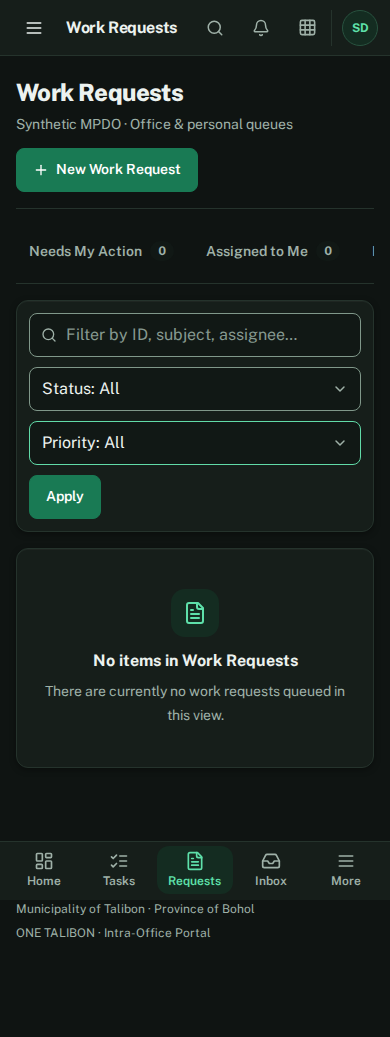 Work Requests
SD
Work Requests
Synthetic MPDO · Office & personal queues
+ New Work Request
Needs My Action 0
Assigned to Me 0
Filter by ID, subject, assignee...
Status: All
Priority: All
Apply
No items in Work Requests
There are currently no work requests queued in
this view.
Home
Tasks
Requests
Inbox
More
Municipality of Talibon · Province of Bohol
ONE TALIBON · Intra-Office Portal